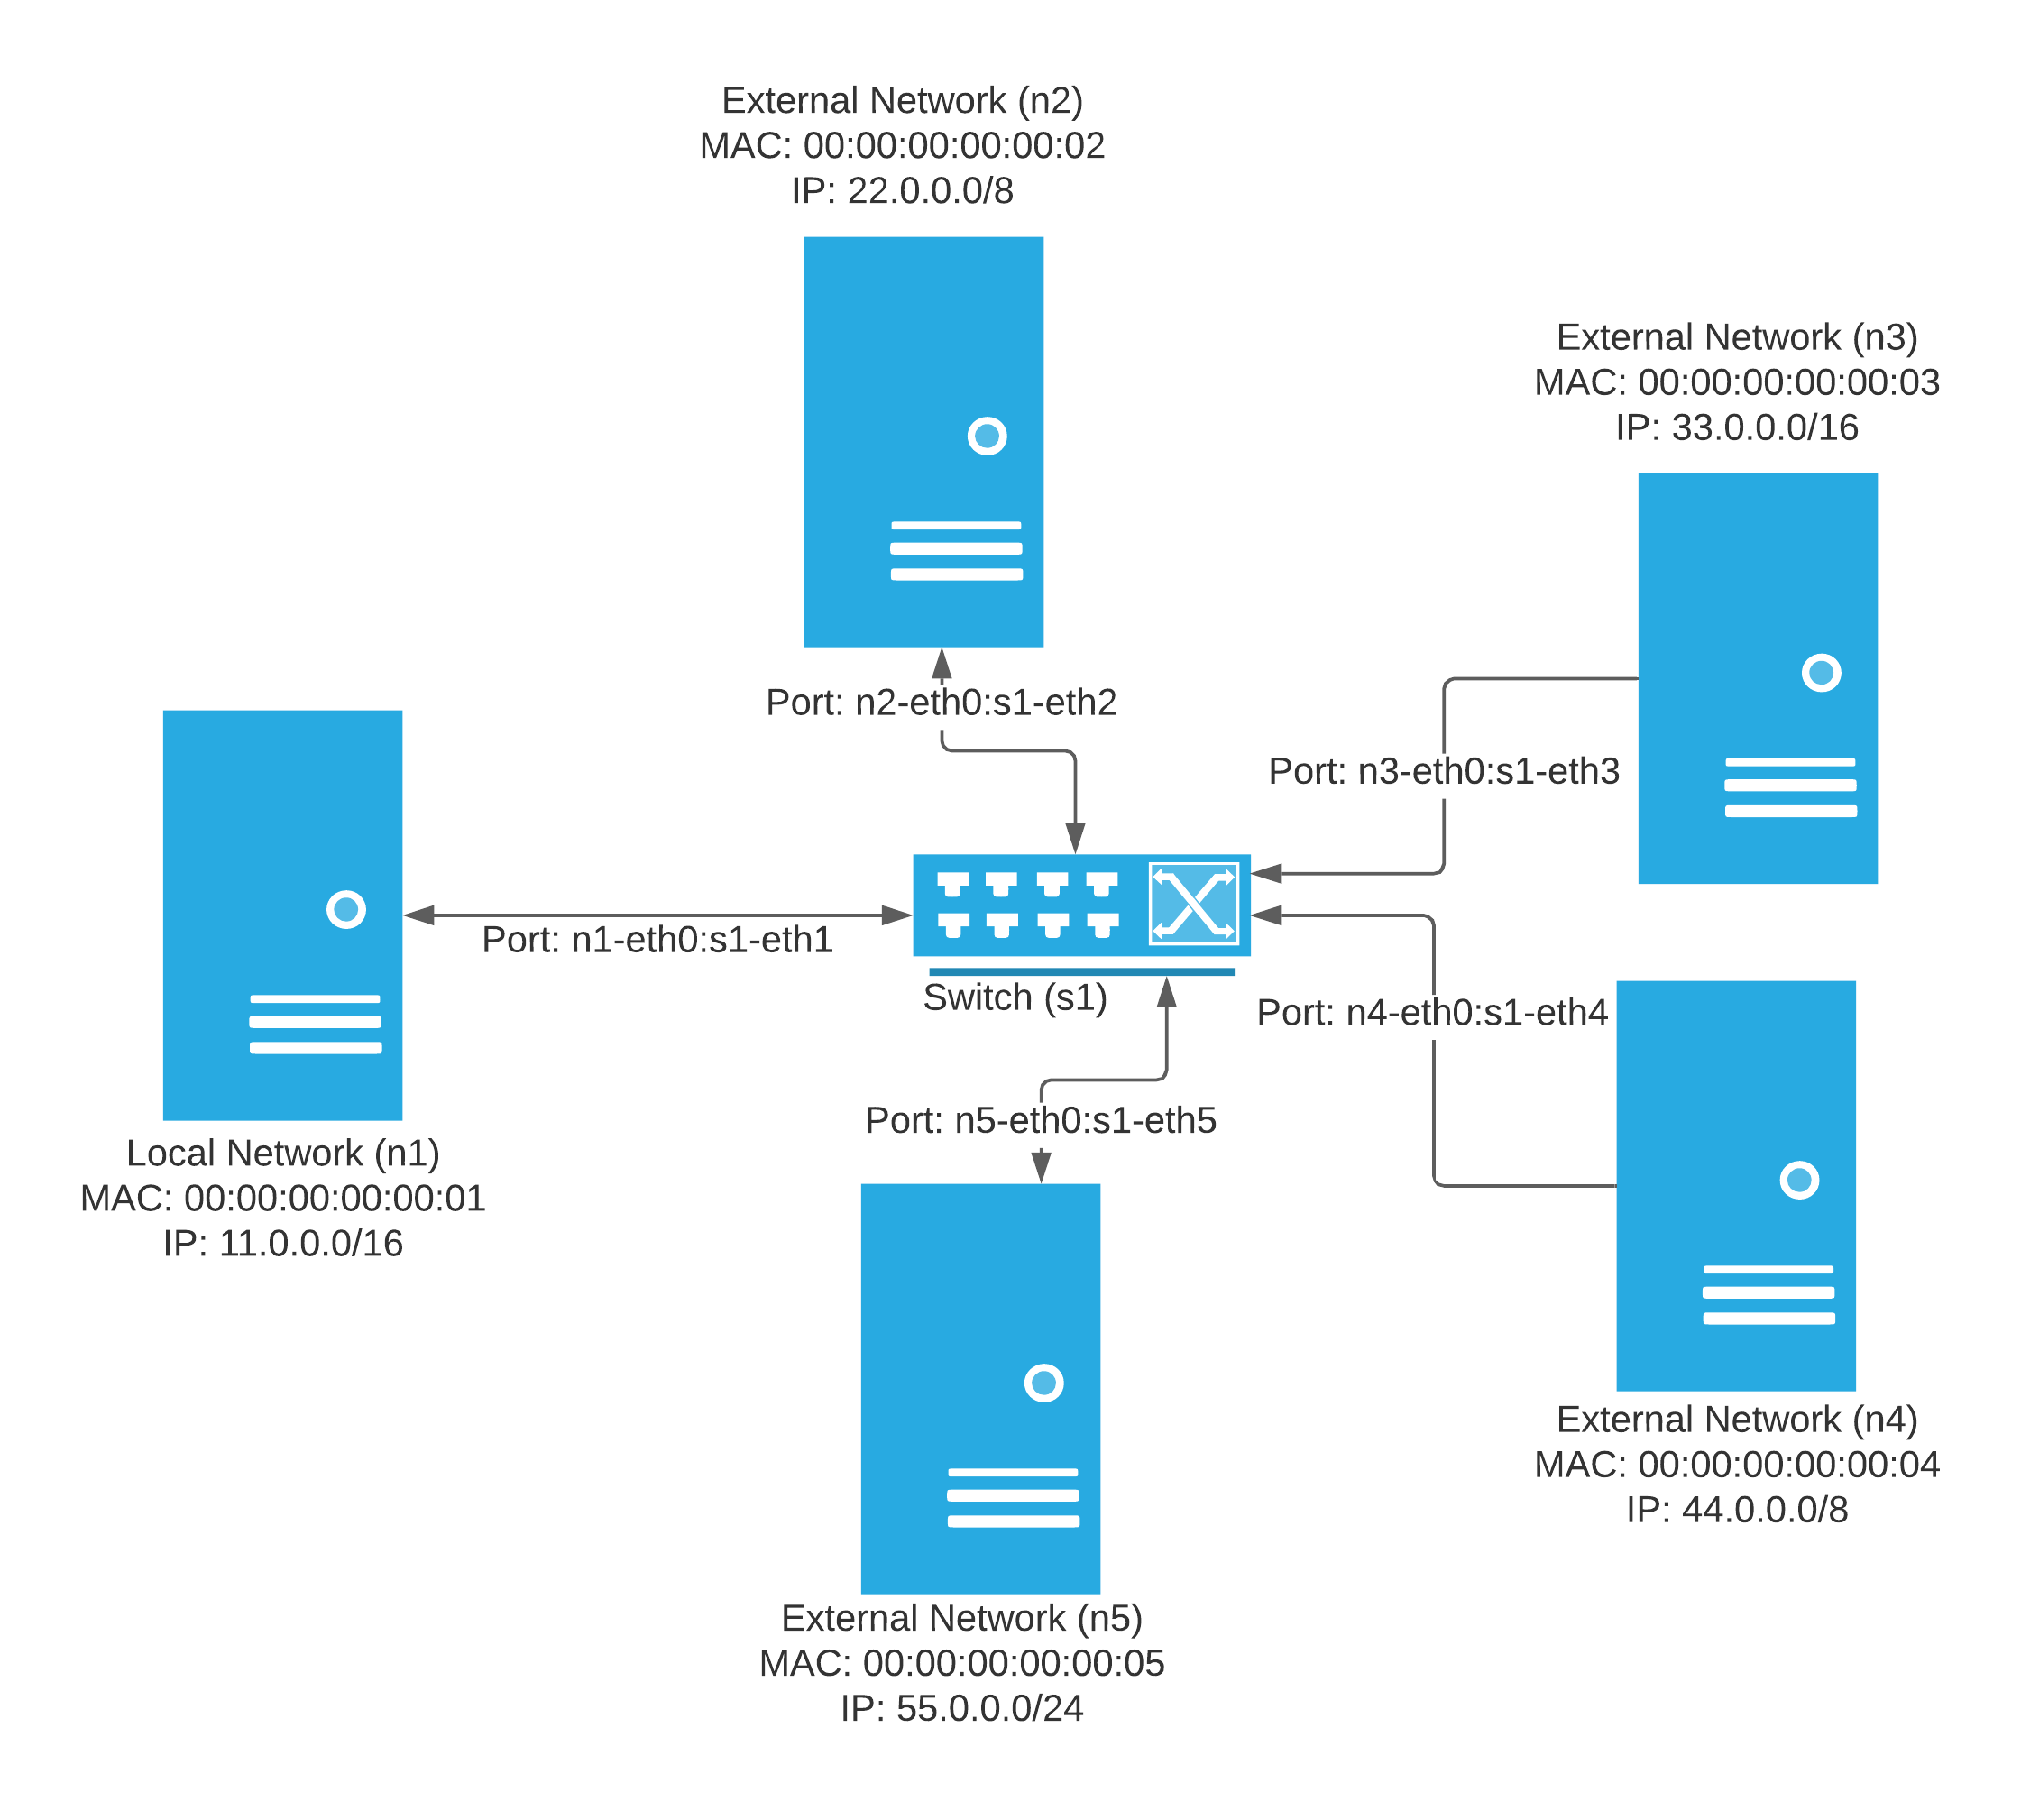 External Network (n2)
MAC: 00:00:00:00:00:02
IP: 22.0.0.0/8
External Network (n3)
MAC: 00:00:00:00:00:03
IP: 33.0.0.0/16
Port: n2-eth0:s1-eth2
Port: n3-eth0:s1-eth3
Port: n1-eth0:s1-eth1
Switch (s1)
Port: n4-eth0:s1-eth4
Port: n5-eth0:s1-eth5
Local Network (n1)
MAC: 00:00:00:00:00:01
IP: 11.0.0.0/16
External Network (n4)
MAC: 00:00:00:00:00:04
IP: 44.0.0.0/8
External Network (n5)
MAC: 00:00:00:00:00:05
IP: 55.0.0.0/24